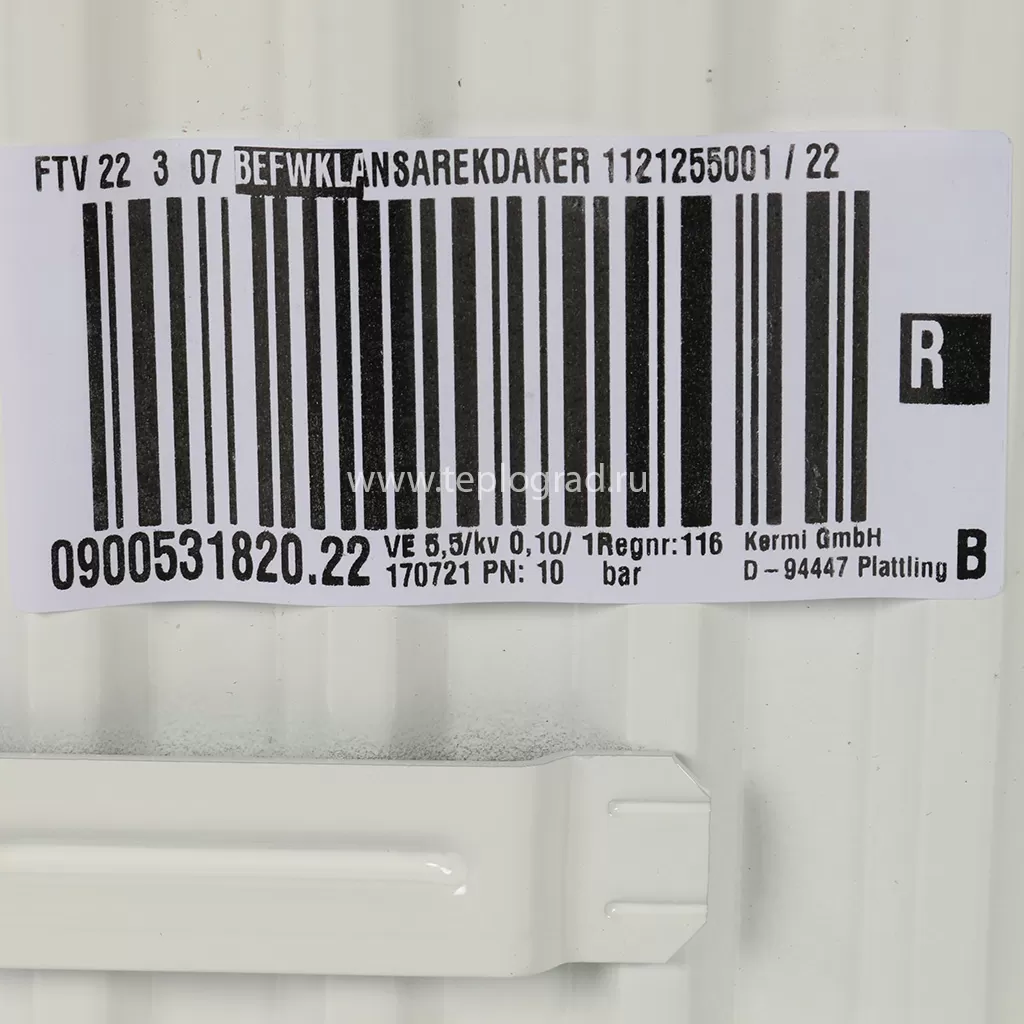 FTV 22 3 07 BEFWKLANSAREKDAKER 1121255001 / 22
R
www.teplograd.ru
0900531820.22
VE 5,5/kv 0,10/ 1Regnr:116
170721 PN: 10 bar
Kermi GmbH
D-94447 Plattling
B